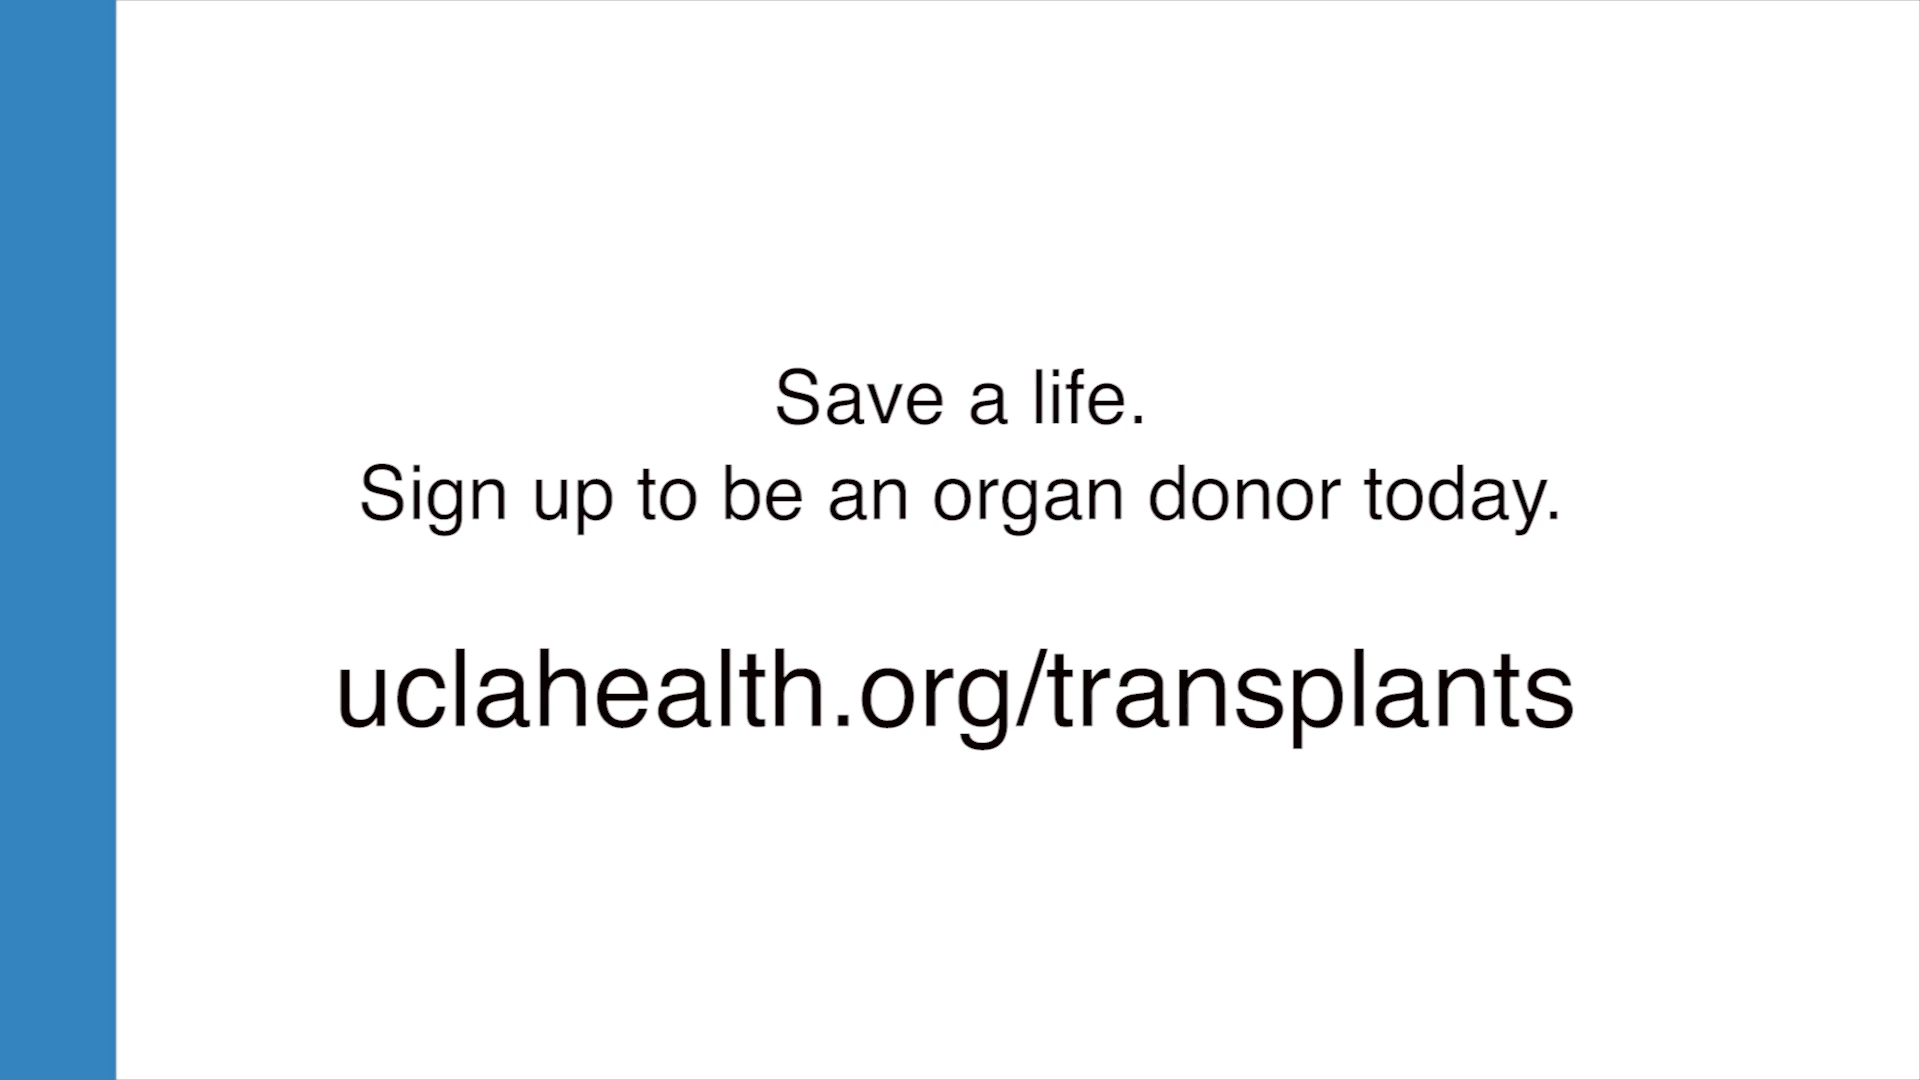 Save a life.
Sign up to be an organ donor today.
uclahealth.org/transplants